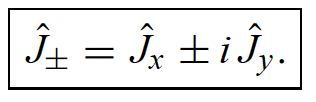 Ĵ± = Ĵx ± i Ĵy.